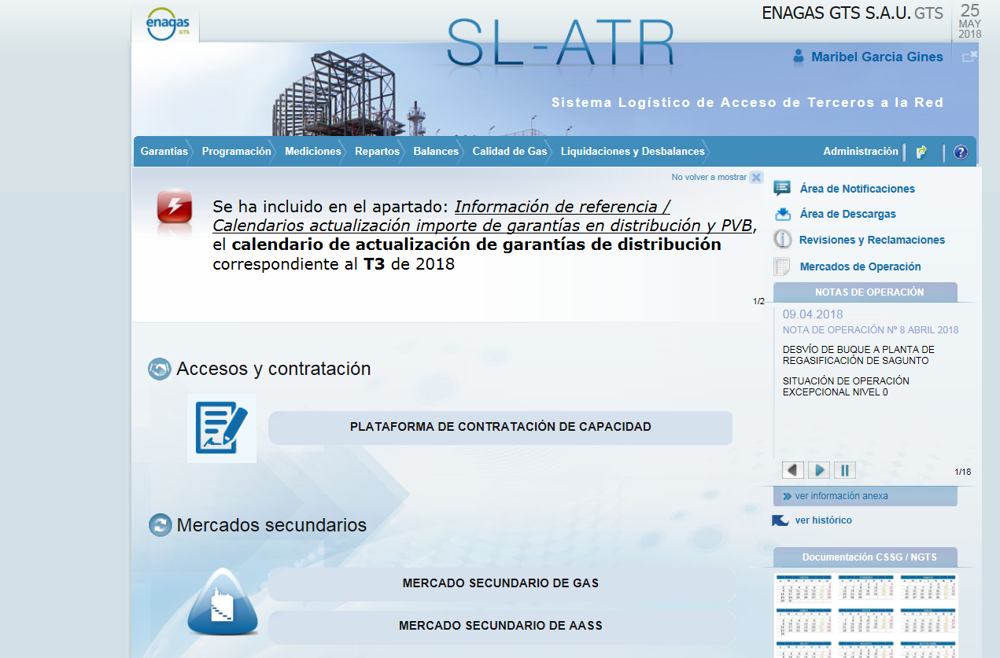 enagas
GTS
SL-ATR
ENAGAS GTS S.A.U. GTS
25
MAY
2018
Maribel Garcia Gines
Sistema Logístico de Acceso de Terceros a la Red
Garantías Programación Mediciones Repartos Balances Calidad de Gas Liquidaciones y Desbalances Administración
No volver a mostrar
Se ha incluido en el apartado: Información de referencia /
Calendarios actualización importe de garantías en distribución y PVB,
el calendario de actualización de garantías de distribución
correspondiente al T3 de 2018
1/2
Área de Notificaciones
Área de Descargas
Revisiones y Reclamaciones
Mercados de Operación
NOTAS DE OPERACIÓN
09.04.2018
NOTA DE OPERACIÓN Nº 8 ABRIL 2018
DESVÍO DE BUQUE A PLANTA DE
REGASIFICACIÓN DE SAGUNTO
SITUACIÓN DE OPERACIÓN
EXCEPCIONAL NIVEL 0
1/18
ver información anexa
ver histórico
Documentación CSSG / NGTS
Accesos y contratación
PLATAFORMA DE CONTRATACIÓN DE CAPACIDAD
Mercados secundarios
MERCADO SECUNDARIO DE GAS
MERCADO SECUNDARIO DE AASS